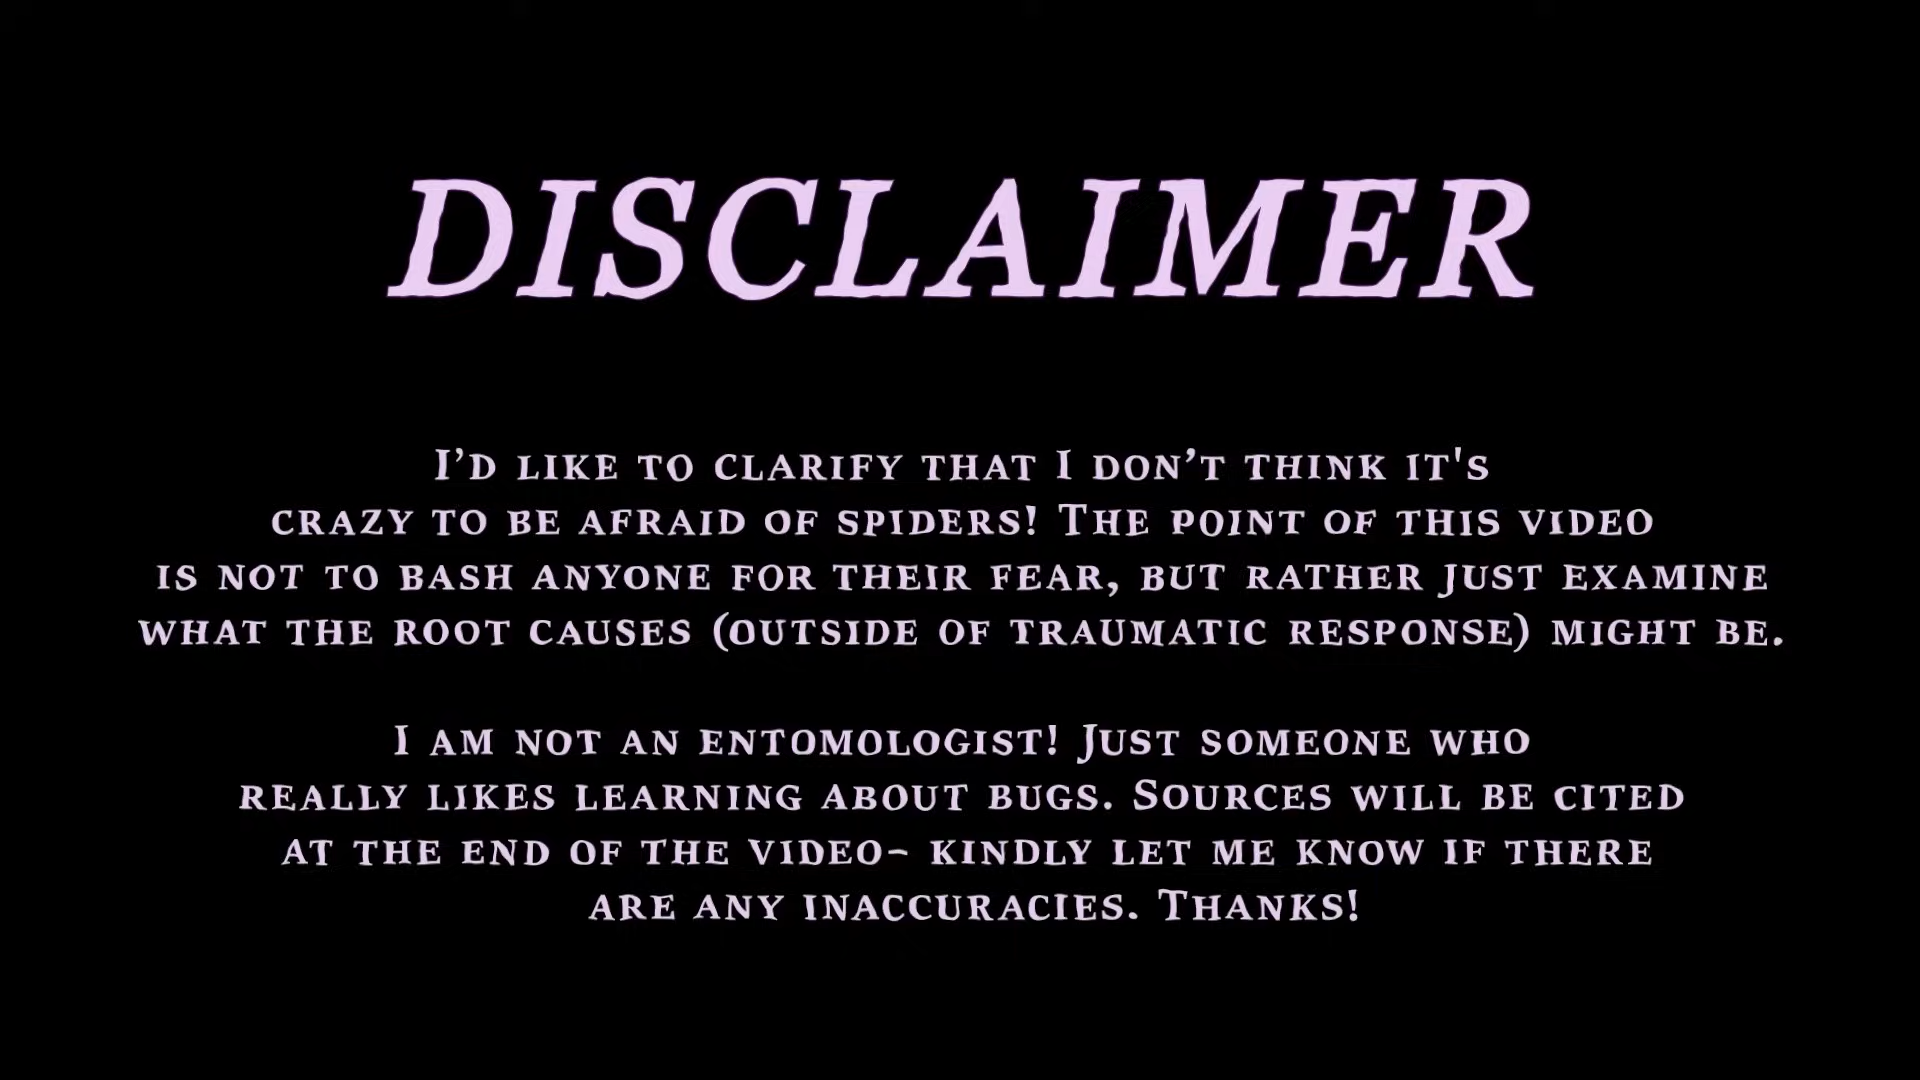 DISCLAIMER
I’D LIKE TO CLARIFY THAT I DON’T THINK IT'S
CRAZY TO BE AFRAID OF SPIDERS! THE POINT OF THIS VIDEO
IS NOT TO BASH ANYONE FOR THEIR FEAR, BUT RATHER JUST EXAMINE
WHAT THE ROOT CAUSES (OUTSIDE OF TRAUMATIC RESPONSE) MIGHT BE.
I AM NOT AN ENTOMOLOGIST! JUST SOMEONE WHO
REALLY LIKES LEARNING ABOUT BUGS. SOURCES WILL BE CITED
AT THE END OF THE VIDEO- KINDLY LET ME KNOW IF THERE
ARE ANY INACCURACIES. THANKS!